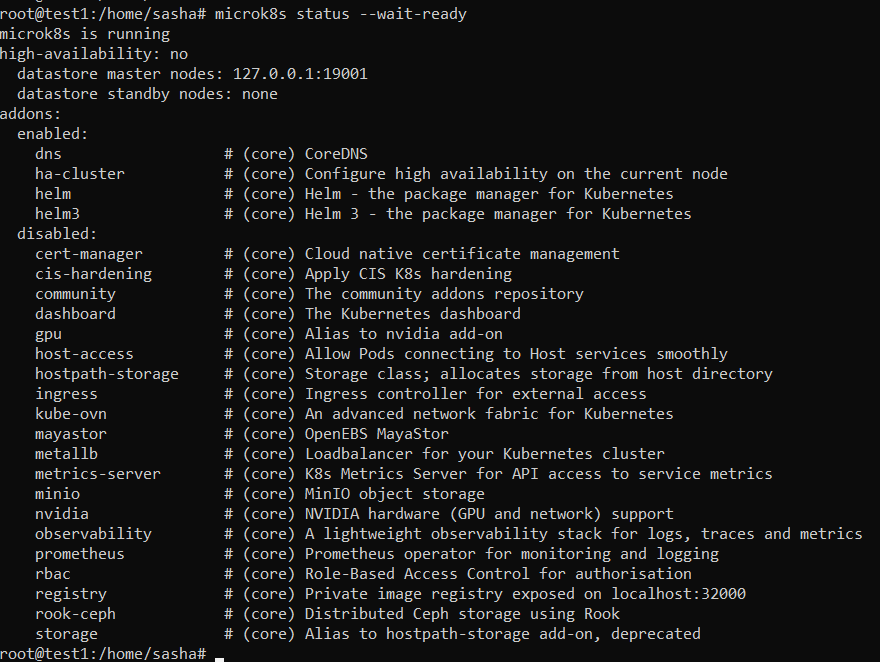 root@test1:/home/sasha# microk8s status --wait-ready
microk8s is running
high-availability: no
  datastore master nodes: 127.0.0.1:19001
  datastore standby nodes: none
addons:
  enabled:
    dns                  # (core) CoreDNS
    ha-cluster           # (core) Configure high availability on the current node
    helm                 # (core) Helm - the package manager for Kubernetes
    helm3                # (core) Helm 3 - the package manager for Kubernetes
  disabled:
    cert-manager         # (core) Cloud native certificate management
    cis-hardening        # (core) Apply CIS K8s hardening
    community            # (core) The community addons repository
    dashboard            # (core) The Kubernetes dashboard
    gpu                  # (core) Alias to nvidia add-on
    host-access          # (core) Allow Pods connecting to Host services smoothly
    hostpath-storage     # (core) Storage class; allocates storage from host directory
    ingress              # (core) Ingress controller for external access
    kube-ovn             # (core) An advanced network fabric for Kubernetes
    mayastor             # (core) OpenEBS MayaStor
    metallb              # (core) Loadbalancer for your Kubernetes cluster
    metrics-server       # (core) K8s Metrics Server for API access to service metrics
    minio                # (core) MinIO object storage
    nvidia               # (core) NVIDIA hardware (GPU and network) support
    observability        # (core) A lightweight observability stack for logs, traces and metrics
    prometheus           # (core) Prometheus operator for monitoring and logging
    rbac                 # (core) Role-Based Access Control for authorisation
    registry             # (core) Private image registry exposed on localhost:32000
    rook-ceph            # (core) Distributed Ceph storage using Rook
    storage              # (core) Alias to hostpath-storage add-on, deprecated
root@test1:/home/sasha#